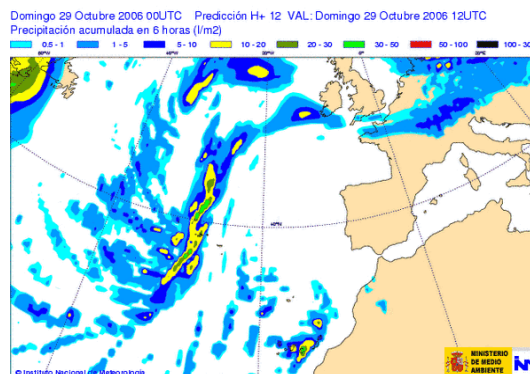 Domingo 29 Octubre 2006 00UTC Predicción H+ 12 VAL: Domingo 29 Octubre 2006 12UTC
Precipitación acumulada en 6 horas (l/m2)
0.5 - 1 1 - 5 5 - 10 10 - 20 20 - 30 30 - 50 50 - 100 100 - 30
0°
40°N
© Instituto Nacional de Meteorología
MINISTERIO
DE MEDIO
AMBIENTE